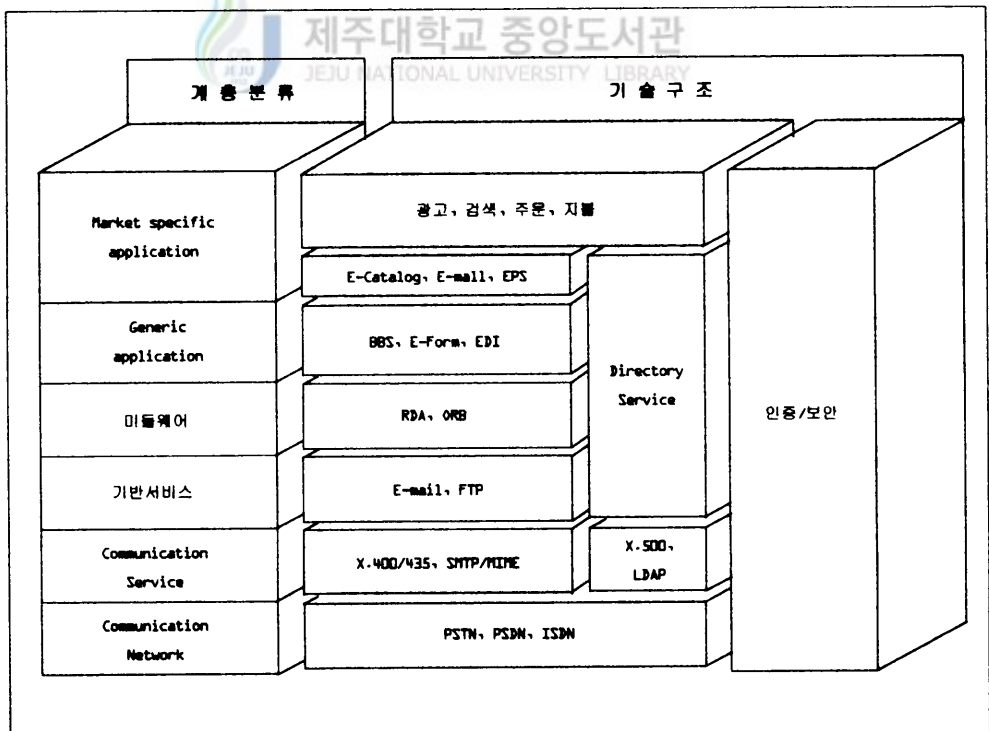 제주대학교 중앙도서관
JEJU NATIONAL UNIVERSITY LIBRARY
JEJU
계 층 분 류
기 술 구 조
Market specific
application
Generic
application
미들웨어
기반서비스
Communication
Service
Communication
Network
광고, 검색, 주문, 지불
E-Catalog, E-mall, EPS
BBS, E-Form, EDI
RDA, ORB
E-mail, FTP
X.400/435, SMTP/MIME
PSTN, PSDN, ISDN
Directory
Service
X.500,
LDAP
인증/보안